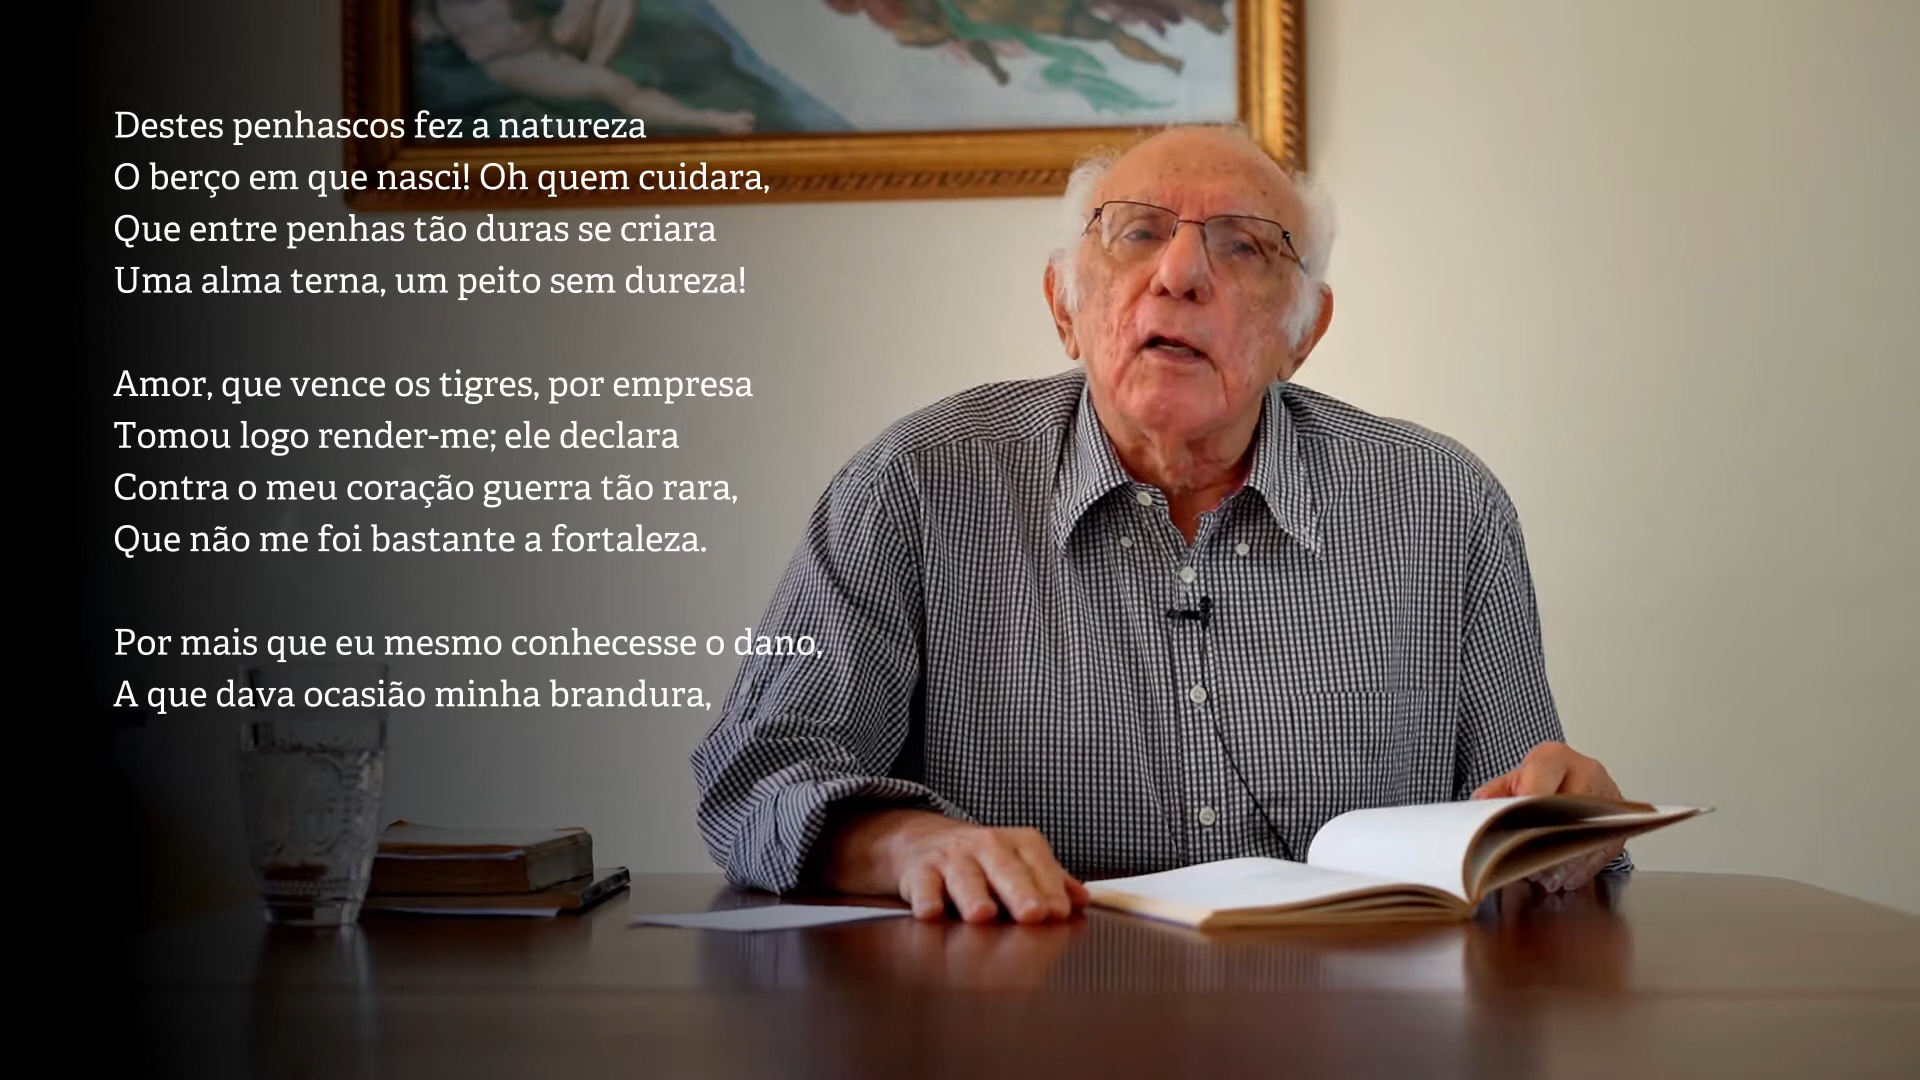 Destes penhascos fez a natureza
O berço em que nasci! Oh quem cuidara,
Que entre penhas tão duras se criara
Uma alma terna, um peito sem dureza!
Amor, que vence os tigres, por empresa
Tomou logo render-me; ele declara
Contra o meu coração guerra tão rara,
Que não me foi bastante a fortaleza.
Por mais que eu mesmo conhecesse o dano,
A que dava ocasião minha brandura,